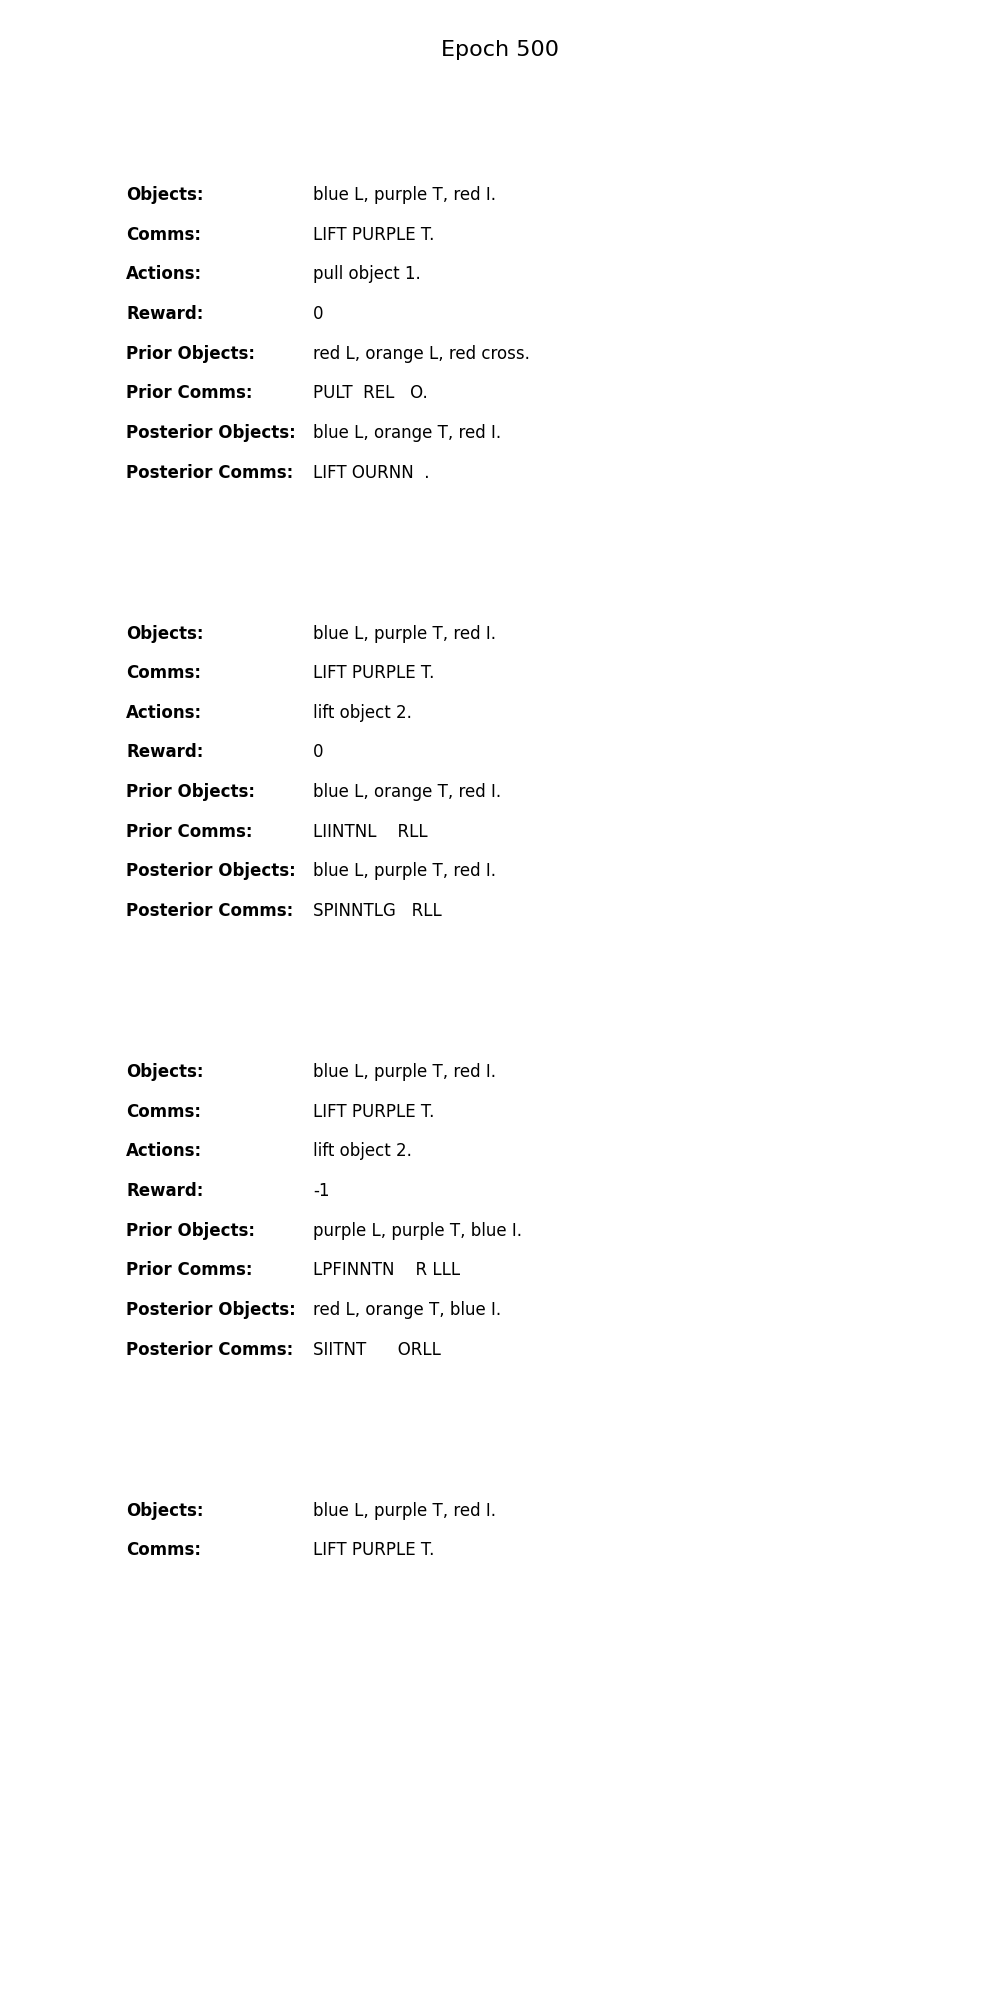 Epoch 500
Objects: blue L, purple T, red I.
Comms: LIFT PURPLE T.
Actions: pull object 1.
Reward: 0
Prior Objects: red L, orange L, red cross.
Prior Comms: PULT  REL   O.
Posterior Objects: blue L, orange T, red I.
Posterior Comms: LIFT OURNN  .
Objects: blue L, purple T, red I.
Comms: LIFT PURPLE T.
Actions: lift object 2.
Reward: 0
Prior Objects: blue L, orange T, red I.
Prior Comms: LIINTNL    RLL
Posterior Objects: blue L, purple T, red I.
Posterior Comms: SPINNTLG   RLL
Objects: blue L, purple T, red I.
Comms: LIFT PURPLE T.
Actions: lift object 2.
Reward: -1
Prior Objects: purple L, purple T, blue I.
Prior Comms: LPFINNTN    R LLL
Posterior Objects: red L, orange T, blue I.
Posterior Comms: SIITNT      ORLL
Objects: blue L, purple T, red I.
Comms: LIFT PURPLE T.